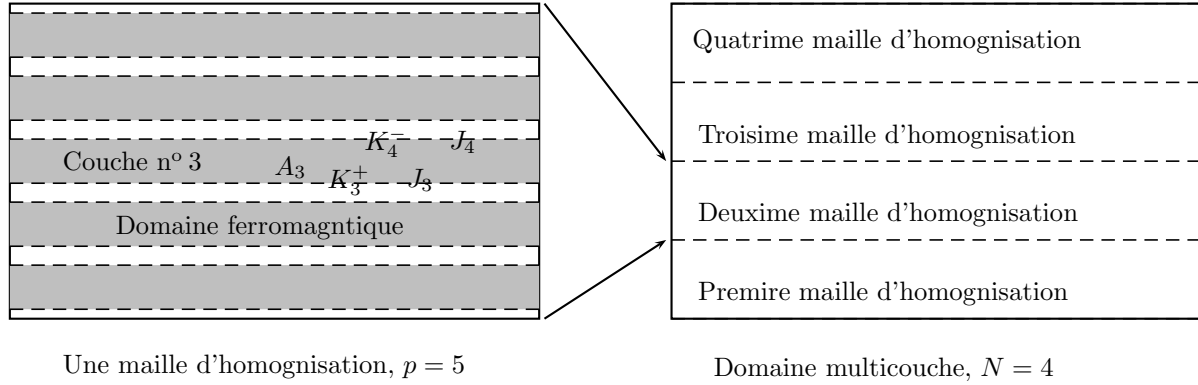 K₄⁻ J₄
Couche nᵒ 3 A₃
K₃⁺ J₃
Domaine ferromagntique
Une maille d'homognisation, p = 5
Quatrime maille d'homognisation
Troisime maille d'homognisation
Deuxime maille d'homognisation
Premire maille d'homognisation
Domaine multicouche, N = 4